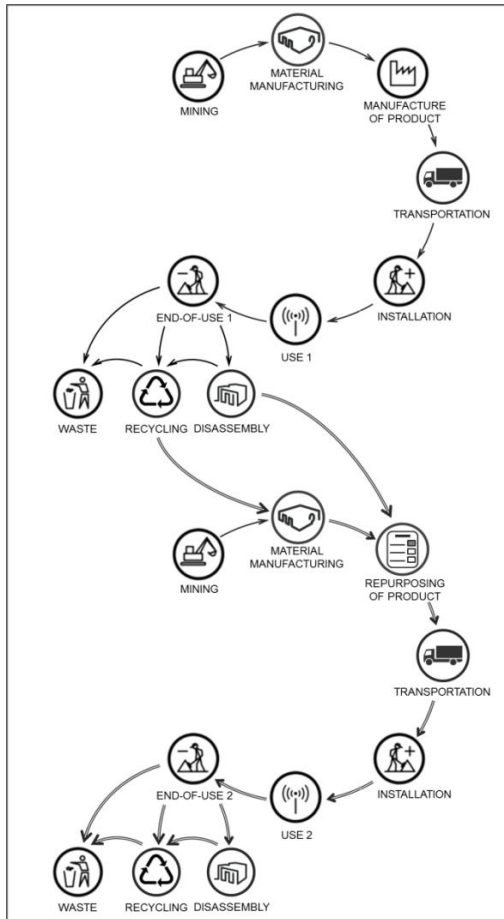 MATERIAL
MANUFACTURING
MINING
MANUFACTURE
OF PRODUCT
TRANSPORTATION
INSTALLATION
USE 1
END-OF-USE 1
WASTE
RECYCLING
DISASSEMBLY
MATERIAL
MANUFACTURING
MINING
REPURPOSING
OF PRODUCT
TRANSPORTATION
INSTALLATION
USE 2
END-OF-USE 2
WASTE
RECYCLING
DISASSEMBLY